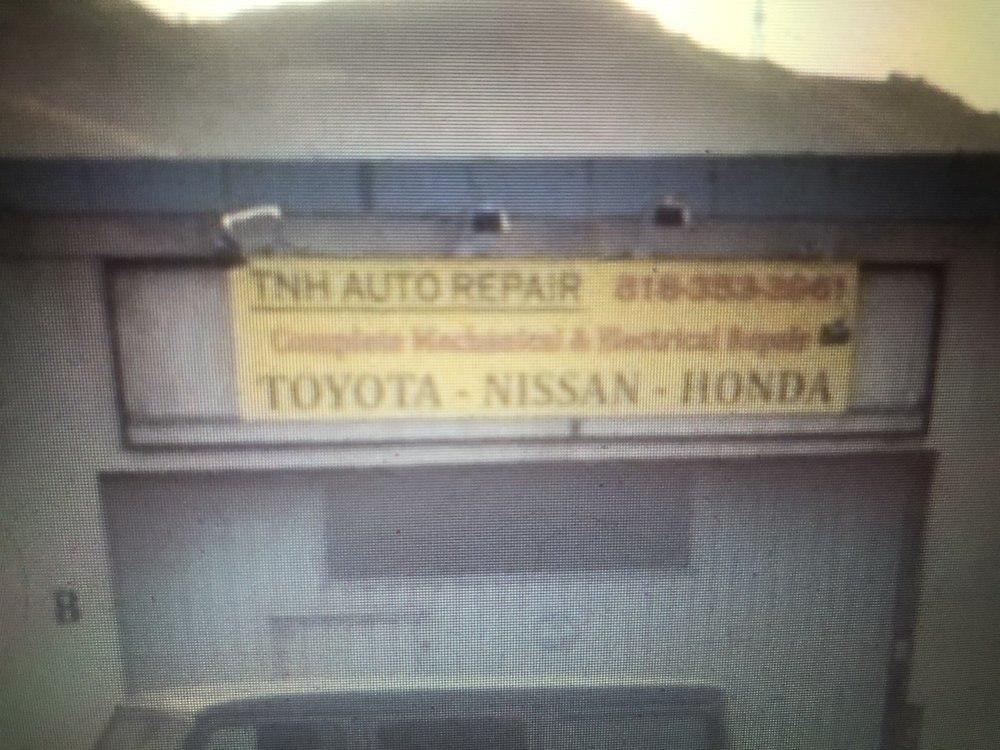 TNH AUTO REPAIR
Complete Mechanical & Electrical Repair
TOYOTA - NISSAN - HONDA
B